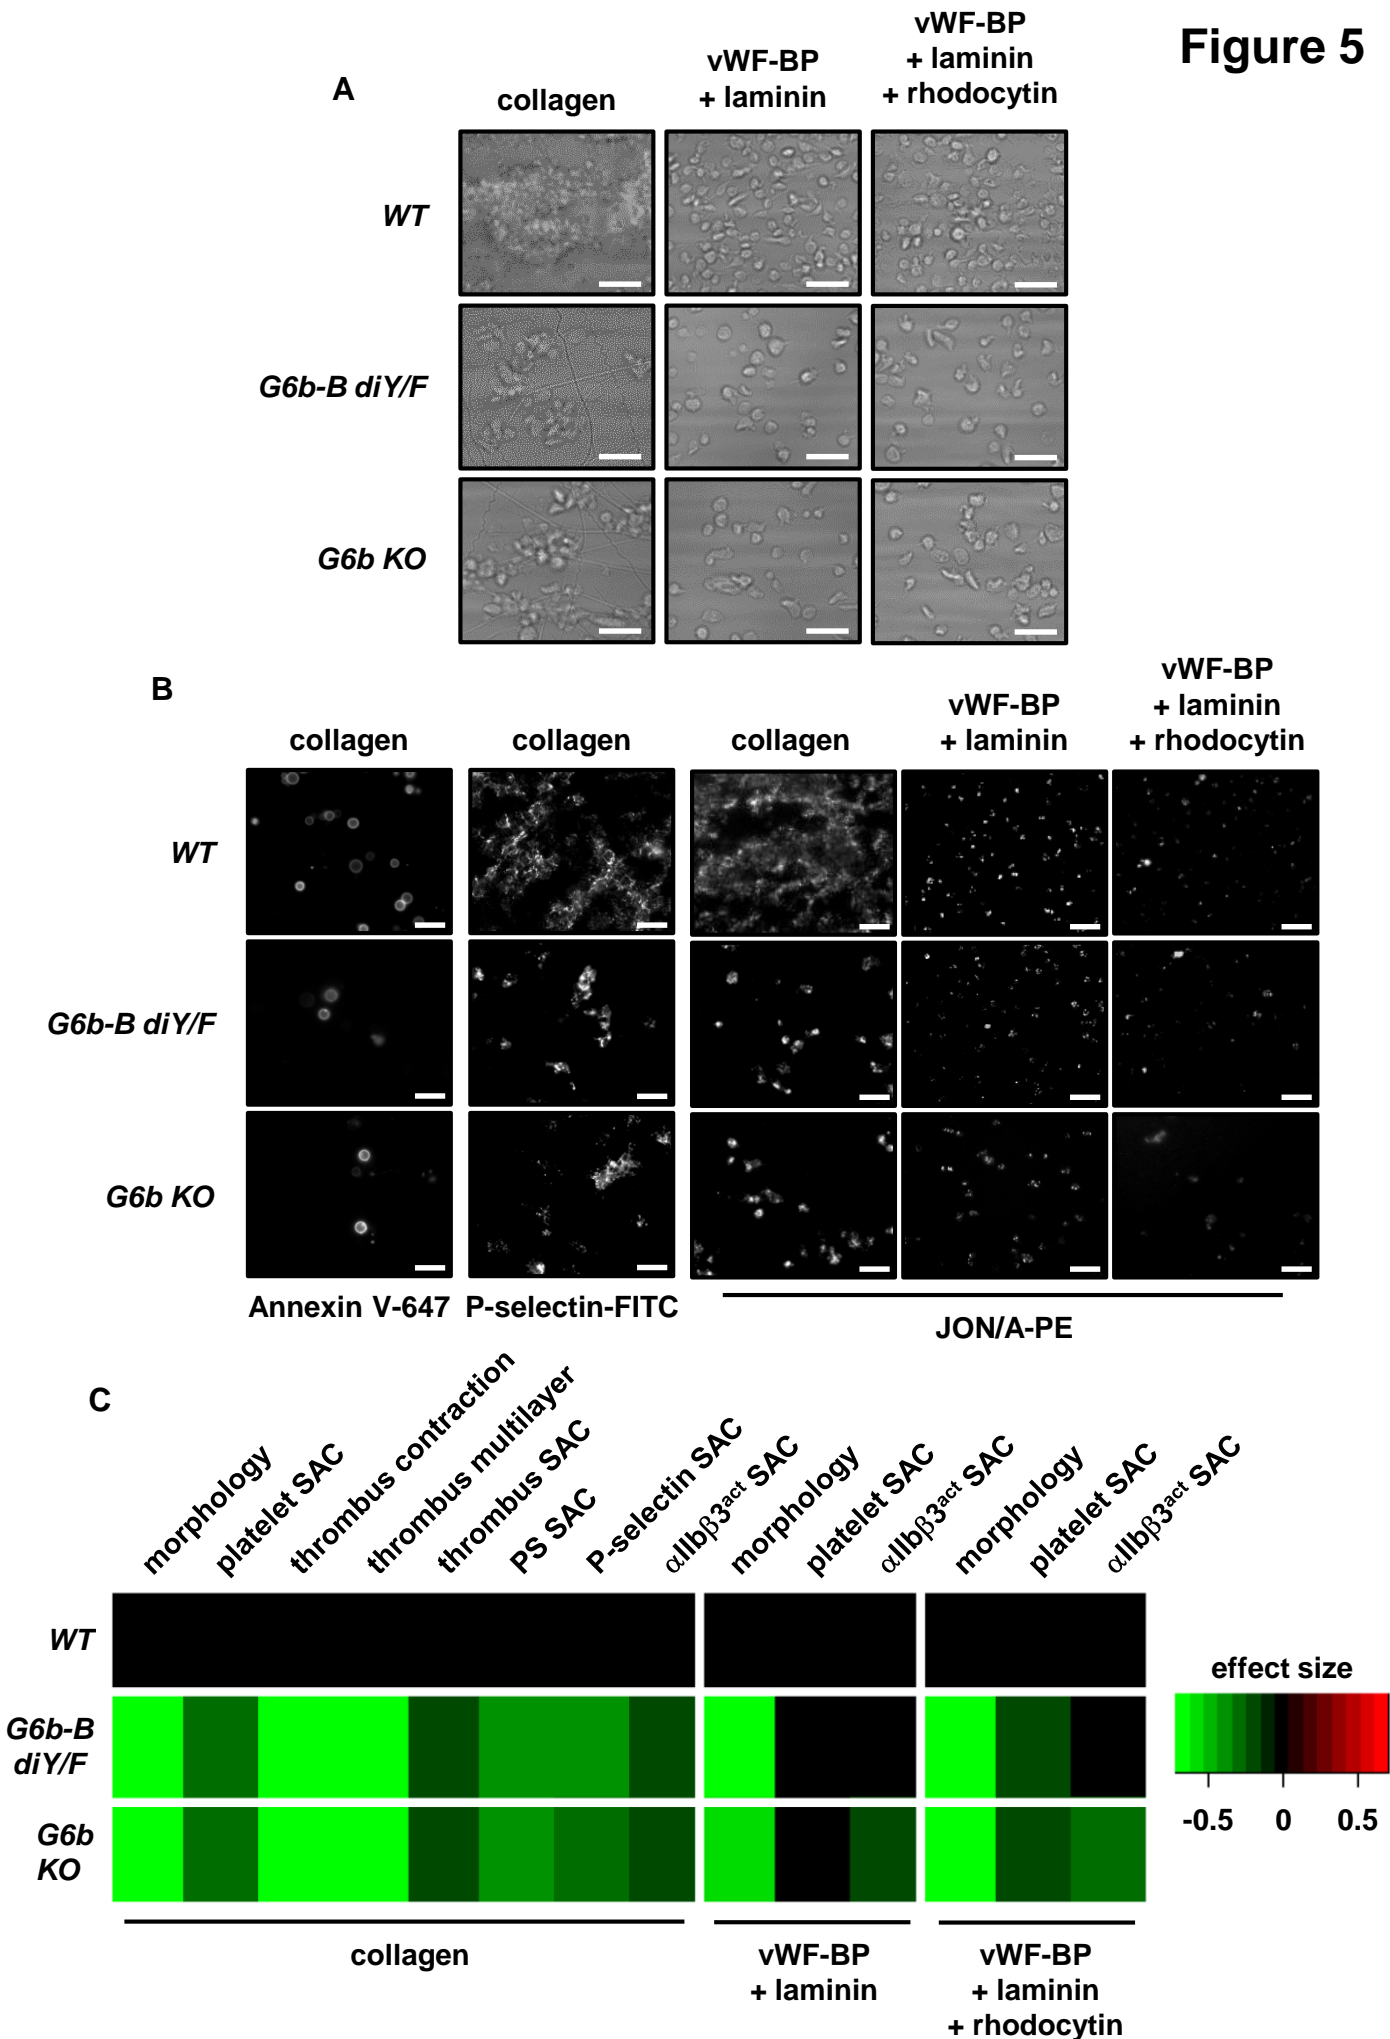 Figure 5
A
collagen
vWF-BP
+ laminin
vWF-BP
+ laminin
+ rhodocytin
WT
G6b-B diY/F
G6b KO
B
collagen
collagen
collagen
vWF-BP
+ laminin
vWF-BP
+ laminin
+ rhodocytin
WT
G6b-B diY/F
G6b KO
Annexin V-647
P-selectin-FITC
JON/A-PE
C
morphology
platelet SAC
thrombus contraction
thrombus multilayer
thrombus SAC
PS SAC
P-selectin SAC
αIIbβ3act SAC
morphology
platelet SAC
αIIbβ3act SAC
morphology
platelet SAC
αIIbβ3act SAC
WT
G6b-B
diY/F
G6b
KO
effect size
-0.5 0 0.5
collagen
vWF-BP
+ laminin
vWF-BP
+ laminin
+ rhodocytin